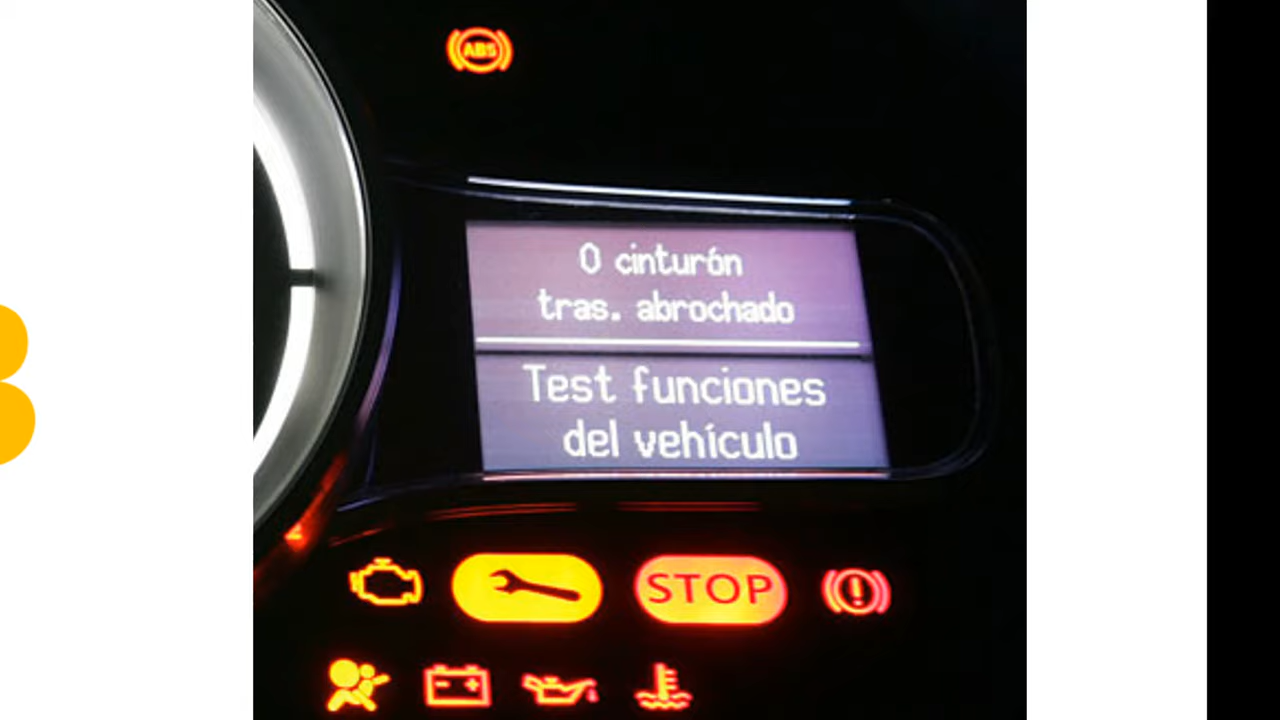 ABS
0 cinturón
tras. abrochado
Test funciones
del vehículo
STOP